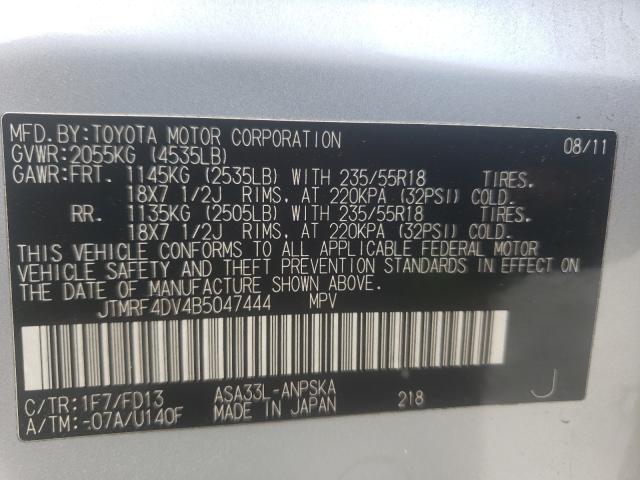 MFD.BY:TOYOTA MOTOR CORPORATION 08/11
GVWR:2055KG (4535LB)
GAWR:FRT. 1145KG (2535LB) WITH 235/55R18 TIRES.
18X7 1/2J RIMS, AT 220KPA (32PSI) COLD.
RR. 1135KG (2505LB) WITH 235/55R18 TIRES.
18X7 1/2J RIMS, AT 220KPA (32PSI) COLD.
THIS VEHICLE CONFORMS TO ALL APPLICABLE FEDERAL MOTOR
VEHICLE SAFETY AND THEFT PREVENTION STANDARDS IN EFFECT ON
THE DATE OF MANUFACTURE SHOWN ABOVE.
JTMRF4DV4B5047444 MPV
C/TR:1F7/FD13 ASA33L-ANPSKA J
A/TM:-07A/U140F MADE IN JAPAN 218